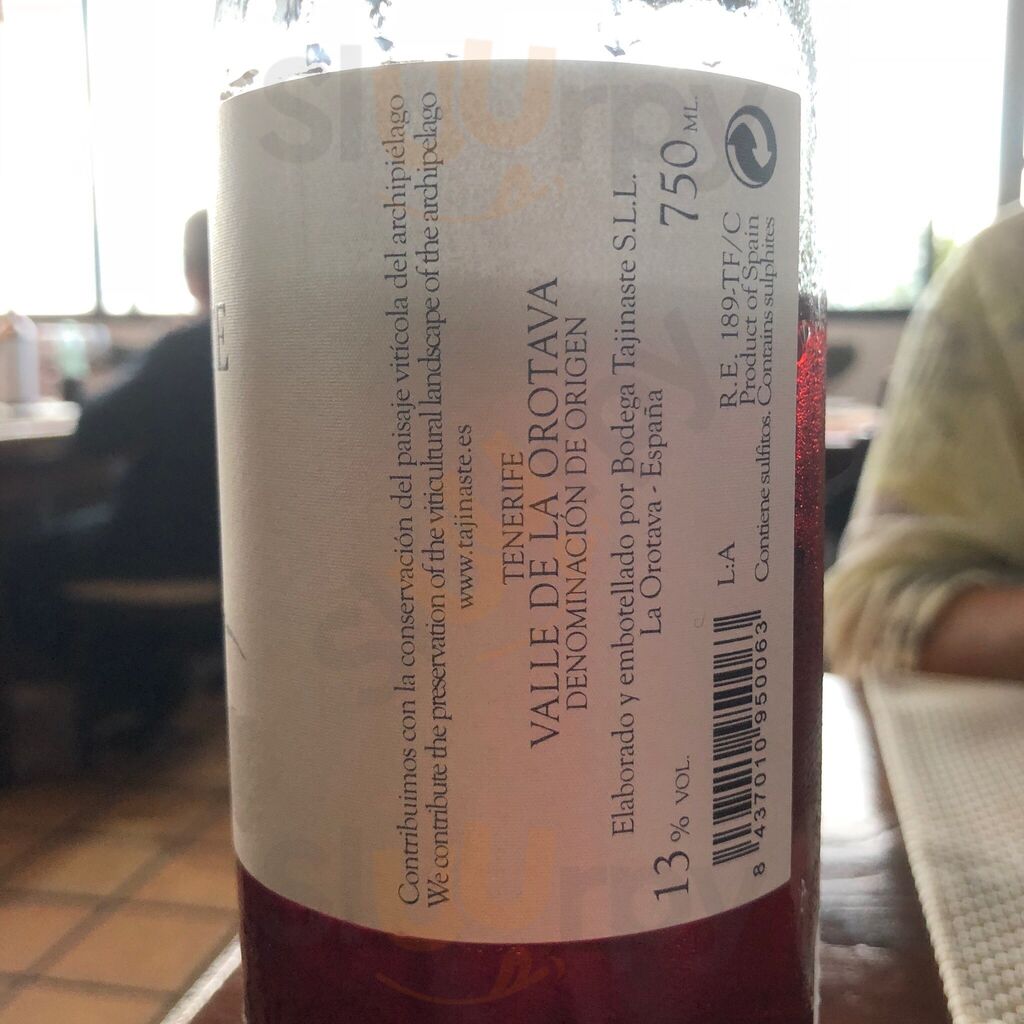 E
Contribuimos con la conservación del paisaje vitícola del archipiélago
We contribute the preservation of the viticultural landscape of the archipelago
www.tajinaste.es
TENERIFE
VALLE DE LA OROTAVA
DENOMINACIÓN DE ORIGEN
Elaborado y embotellado por Bodega Tajinaste S.L.L.
La Orotava - España
13 % VOL.
750 ML.
L:A
R.E. 189-TF/C
Product of Spain
Contiene sulfitos. Contains sulphites
8 437010 950063
sluurpy
sluurpy